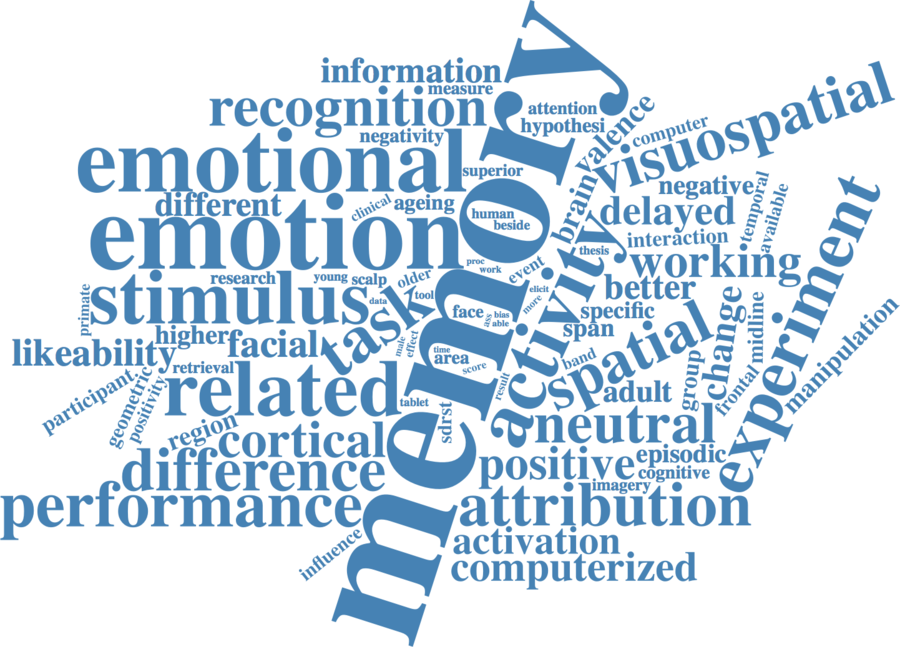 memory
information
measure
recognition
attention
hypothesi
negativity
emotional
superior
valence
computer
visuospatial
brain
negative
temporal
available
different
clinical
ageing
human
beside
delayed
emotion
thesis
interaction
activity
working
proc
work
event
research
young
scalp
older
better
primate
stimulus
data
tool
task
elicit
more
face
ass
bias
able
specific
span
experiment
likeability
higher
facial
male
effect
time
area
score
band
spatial
change
midline
manipulation
participant
geometric
positivity
retrieval
related
tablet
result
adult
group
frontal
region
cortical
sdrst
neutral
difference
positive
episodic
cognitive
imagery
performance
attribution
influence
activation
computerized